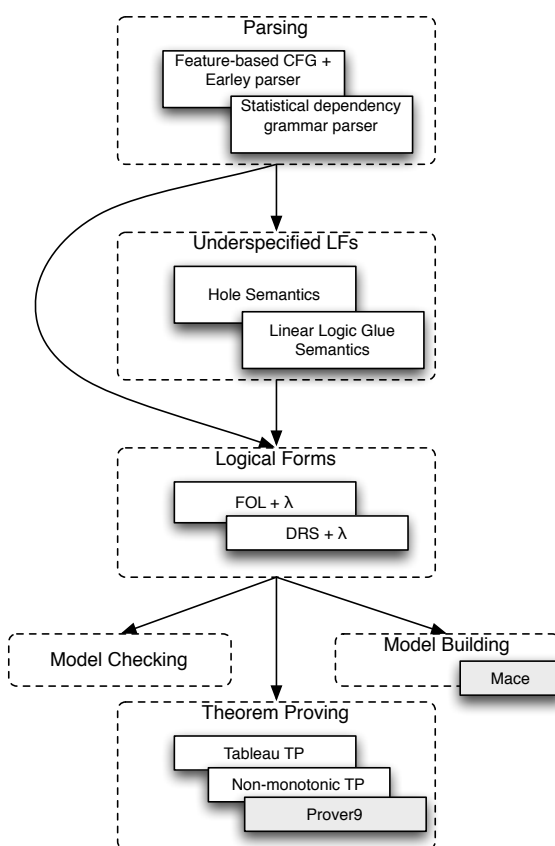 Parsing
Feature-based CFG +
Earley parser
Statistical dependency
grammar parser
Underspecified LFs
Hole Semantics
Linear Logic Glue
Semantics
Logical Forms
FOL + λ
DRS + λ
Model Checking
Model Building
Mace
Theorem Proving
Tableau TP
Non-monotonic TP
Prover9